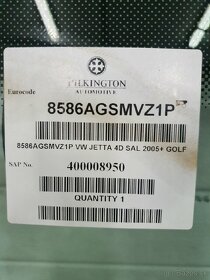 PILKINGTON
AUTOMOTIVE
Eurocode
8586AGSMVZ1P
8586AGSMVZ1P VW JETTA 4D SAL 2005+ GOLF
SAP No.
400008950
QUANTITY 1